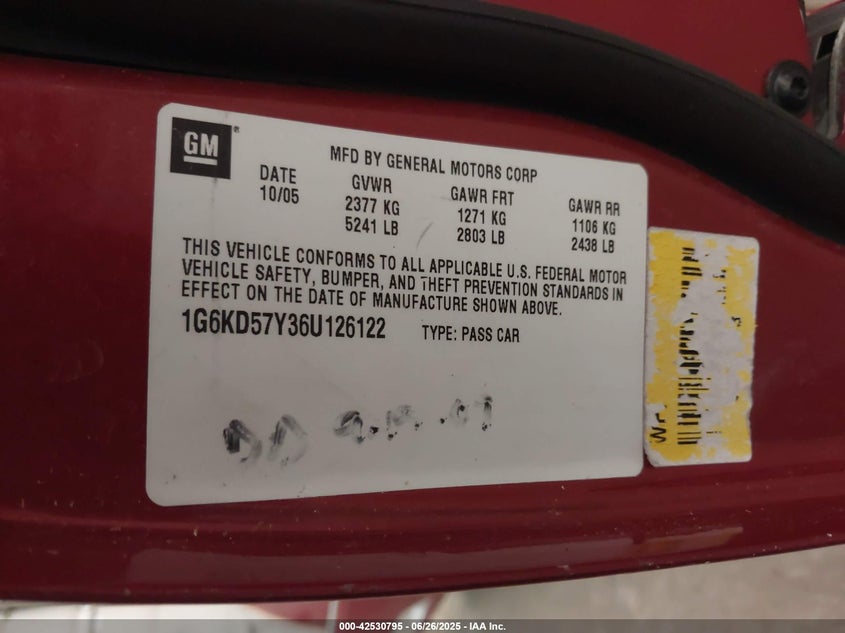 GM
MFD BY GENERAL MOTORS CORP
DATE GVWR GAWR FRT GAWR RR
10/05 2377 KG 1271 KG 1106 KG
5241 LB 2803 LB 2438 LB
THIS VEHICLE CONFORMS TO ALL APPLICABLE U.S. FEDERAL MOTOR
VEHICLE SAFETY, BUMPER, AND THEFT PREVENTION STANDARDS IN
EFFECT ON THE DATE OF MANUFACTURE SHOWN ABOVE.
1G6KD57Y36U126122 TYPE: PASS CAR
000-42530795 - 06/26/2025 - IAA Inc.